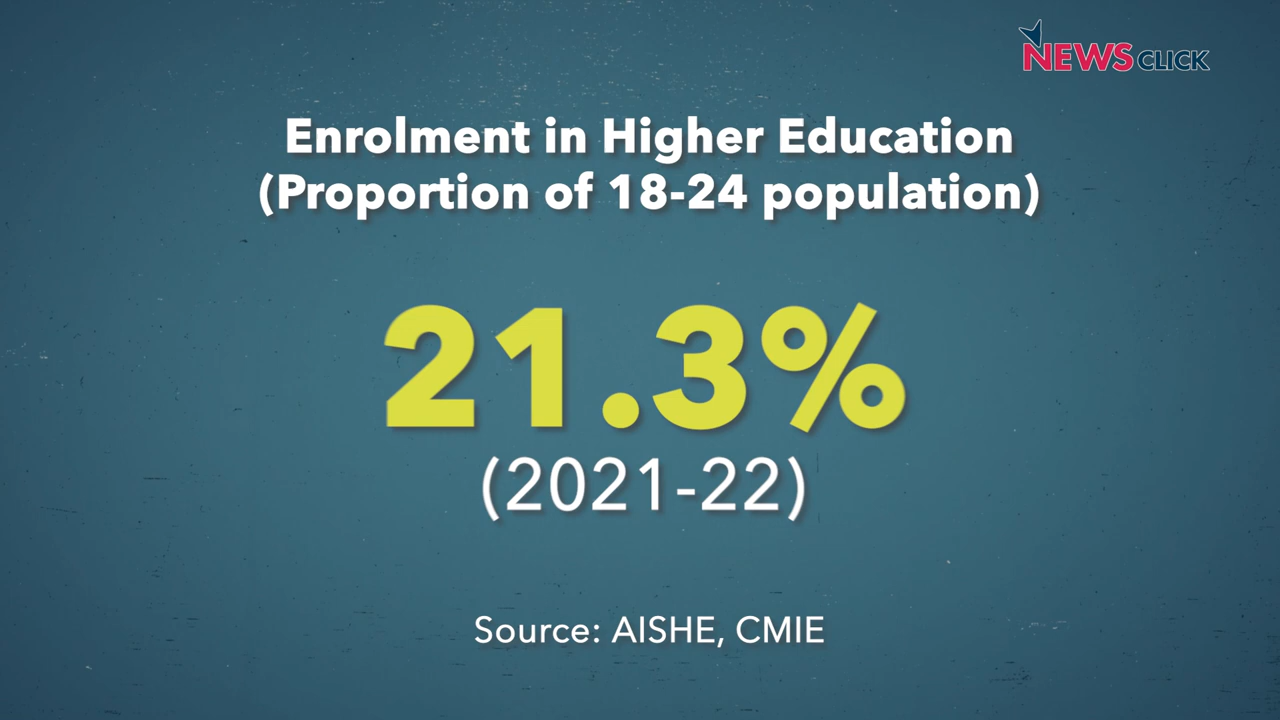 NEWSCLICK
Enrolment in Higher Education
(Proportion of 18-24 population)
21.3%
(2021-22)
Source: AISHE, CMIE